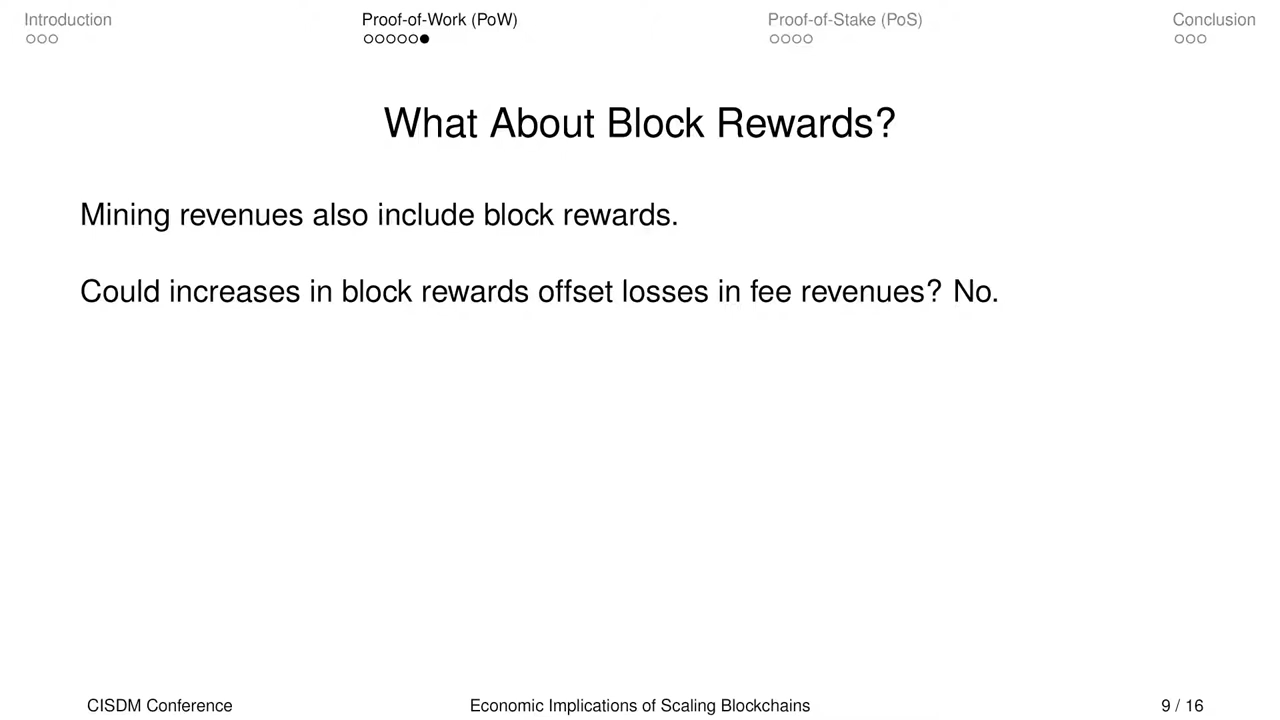 Introduction
Proof-of-Work (PoW)
Proof-of-Stake (PoS)
Conclusion
What About Block Rewards?
Mining revenues also include block rewards.
Could increases in block rewards offset losses in fee revenues? No.
CISDM Conference
Economic Implications of Scaling Blockchains
9 / 16